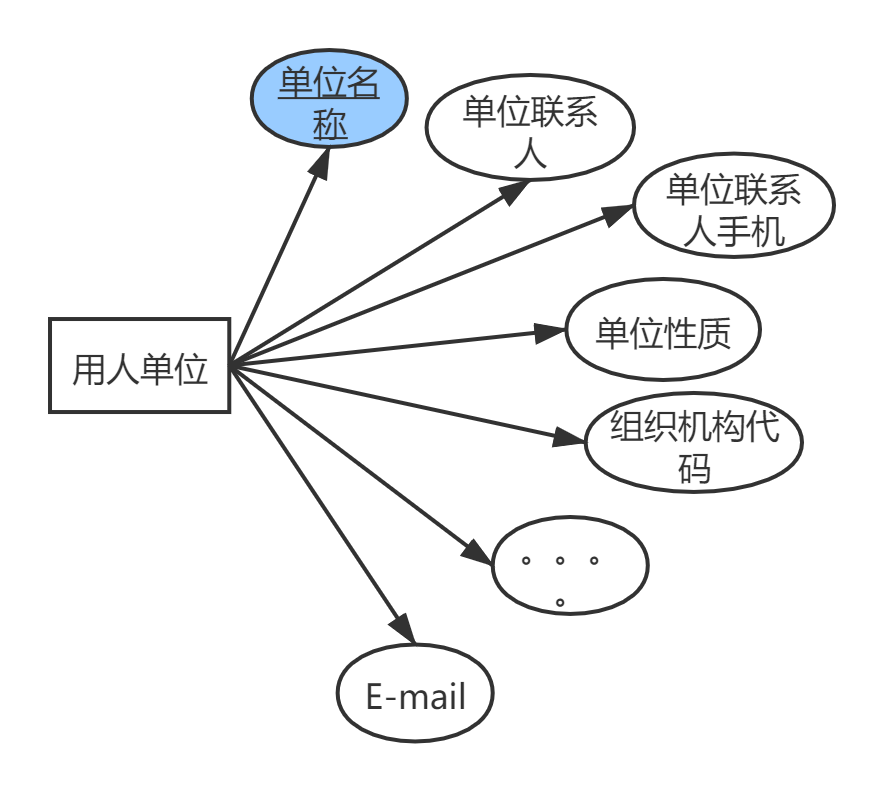 单位名
称
单位联系
人
单位联系
人手机
单位性质
用人单位
组织机构代
码
。。。
。
E-mail